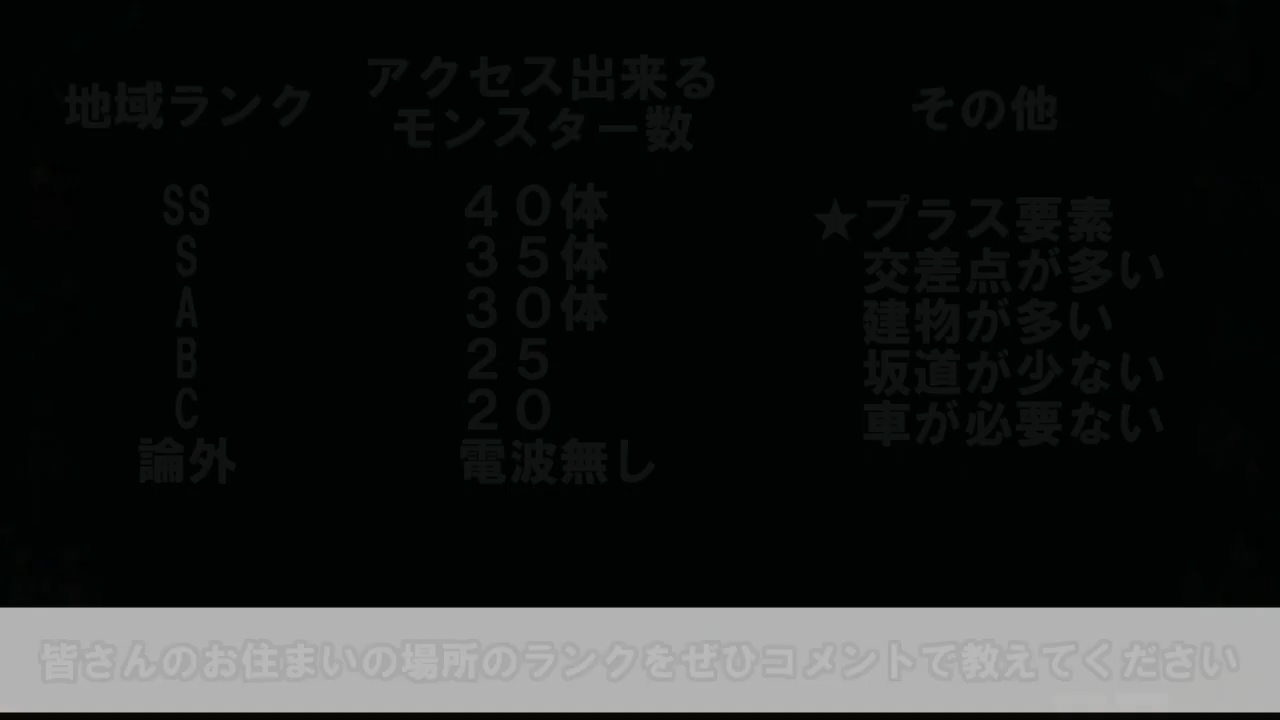 地域ランク
アクセス出来る
モンスター数
その他
SS ４０体
S ３５体
A ３０体
B ２５
C ２０
論外 電波無し
★プラス要素
交差点が多い
建物が多い
坂道が少ない
車が必要ない
皆さんのお住まいの場所のランクをぜひコメントで教えてください